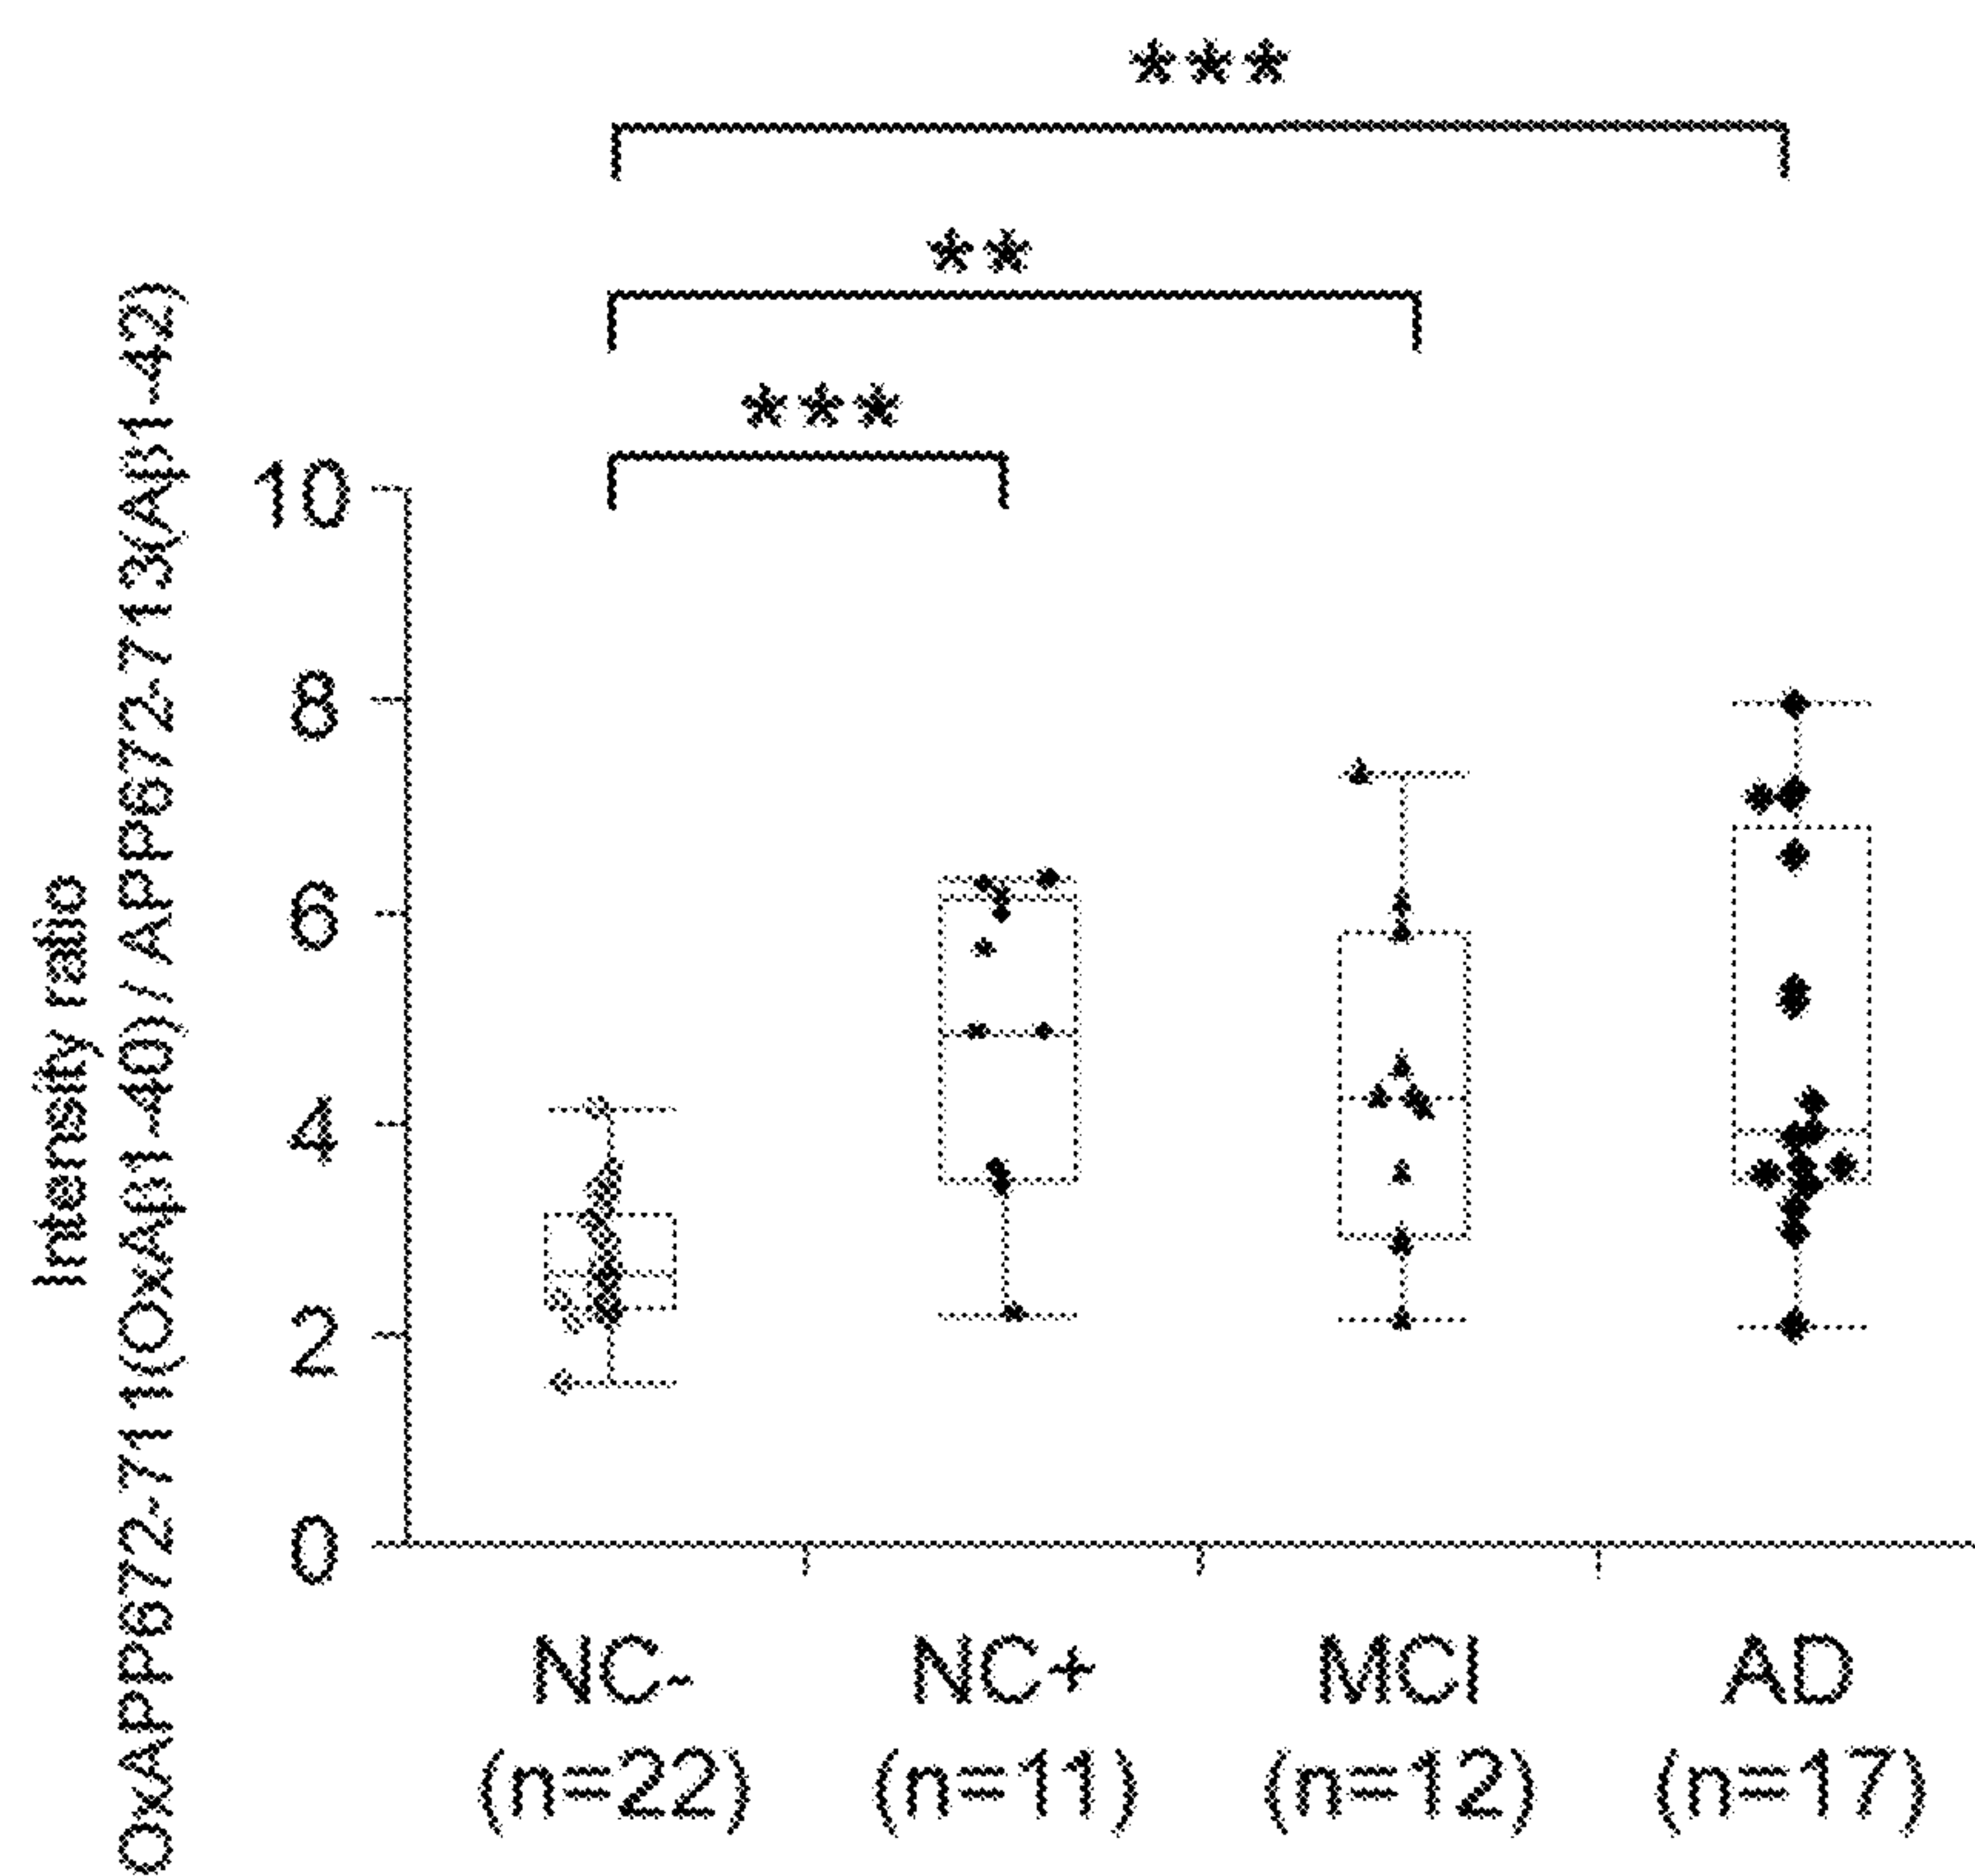 ***
**
***
Intensity ratio
OxAPP672-711(OxAβ1-40)/APP672-713(Aβ1-42)
10
8
6
4
2
0
NC- NC+ MCI AD
(n=22) (n=11) (n=12) (n=17)